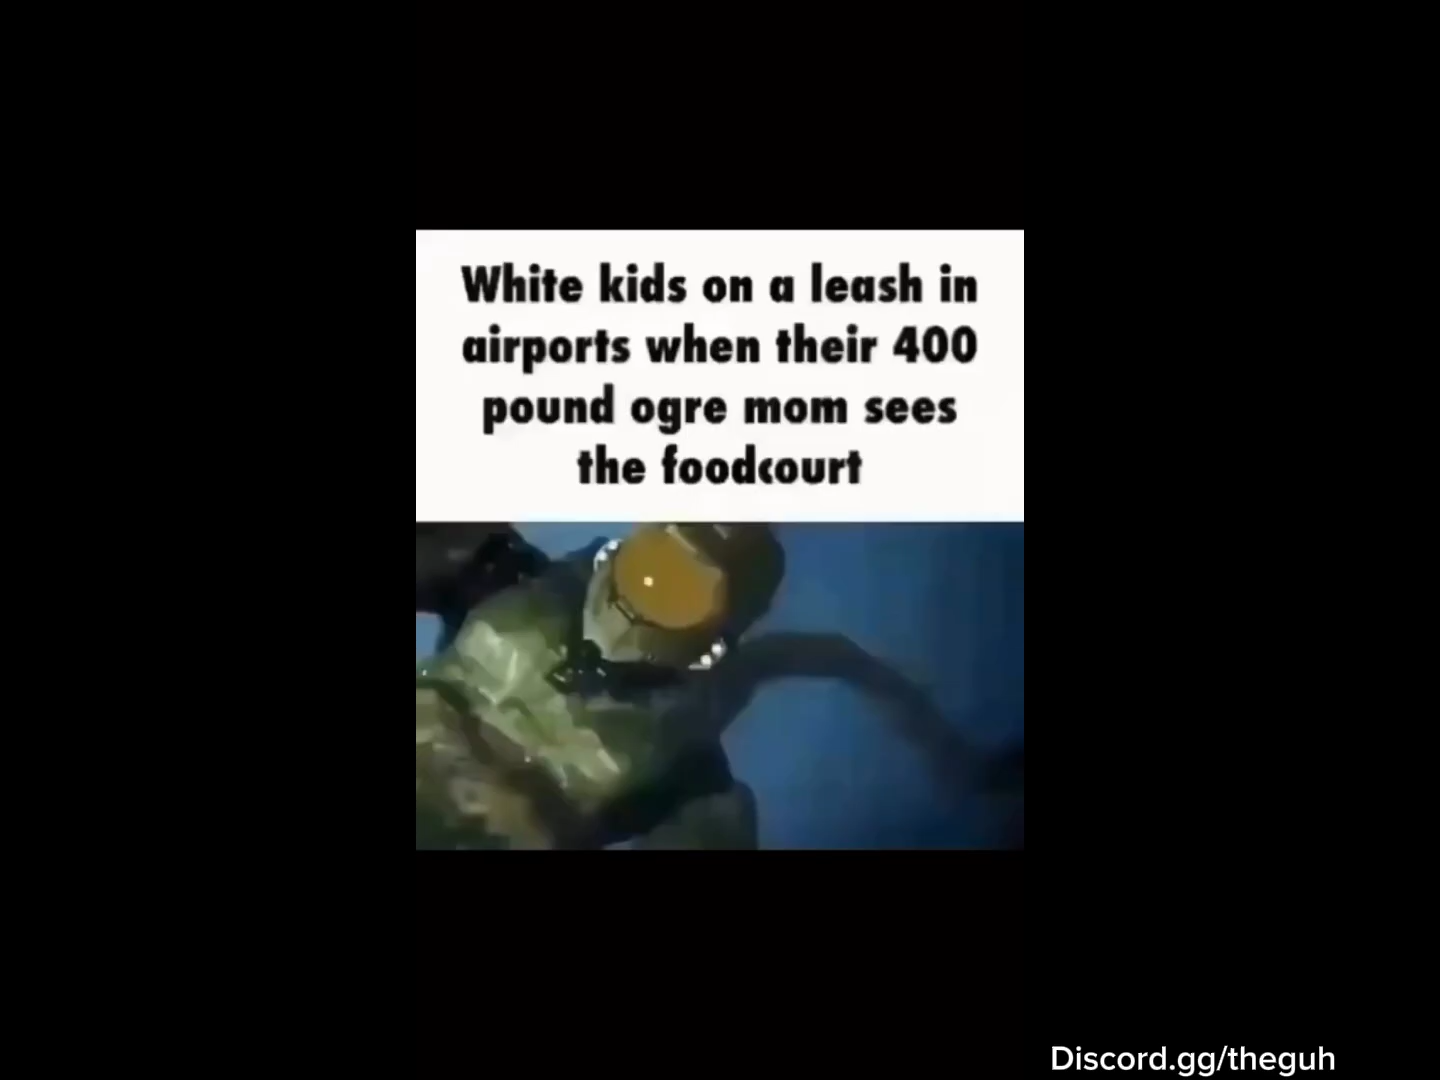 White kids on a leash in
airports when their 400
pound ogre mom sees
the foodcourt
Discord.gg/theguh